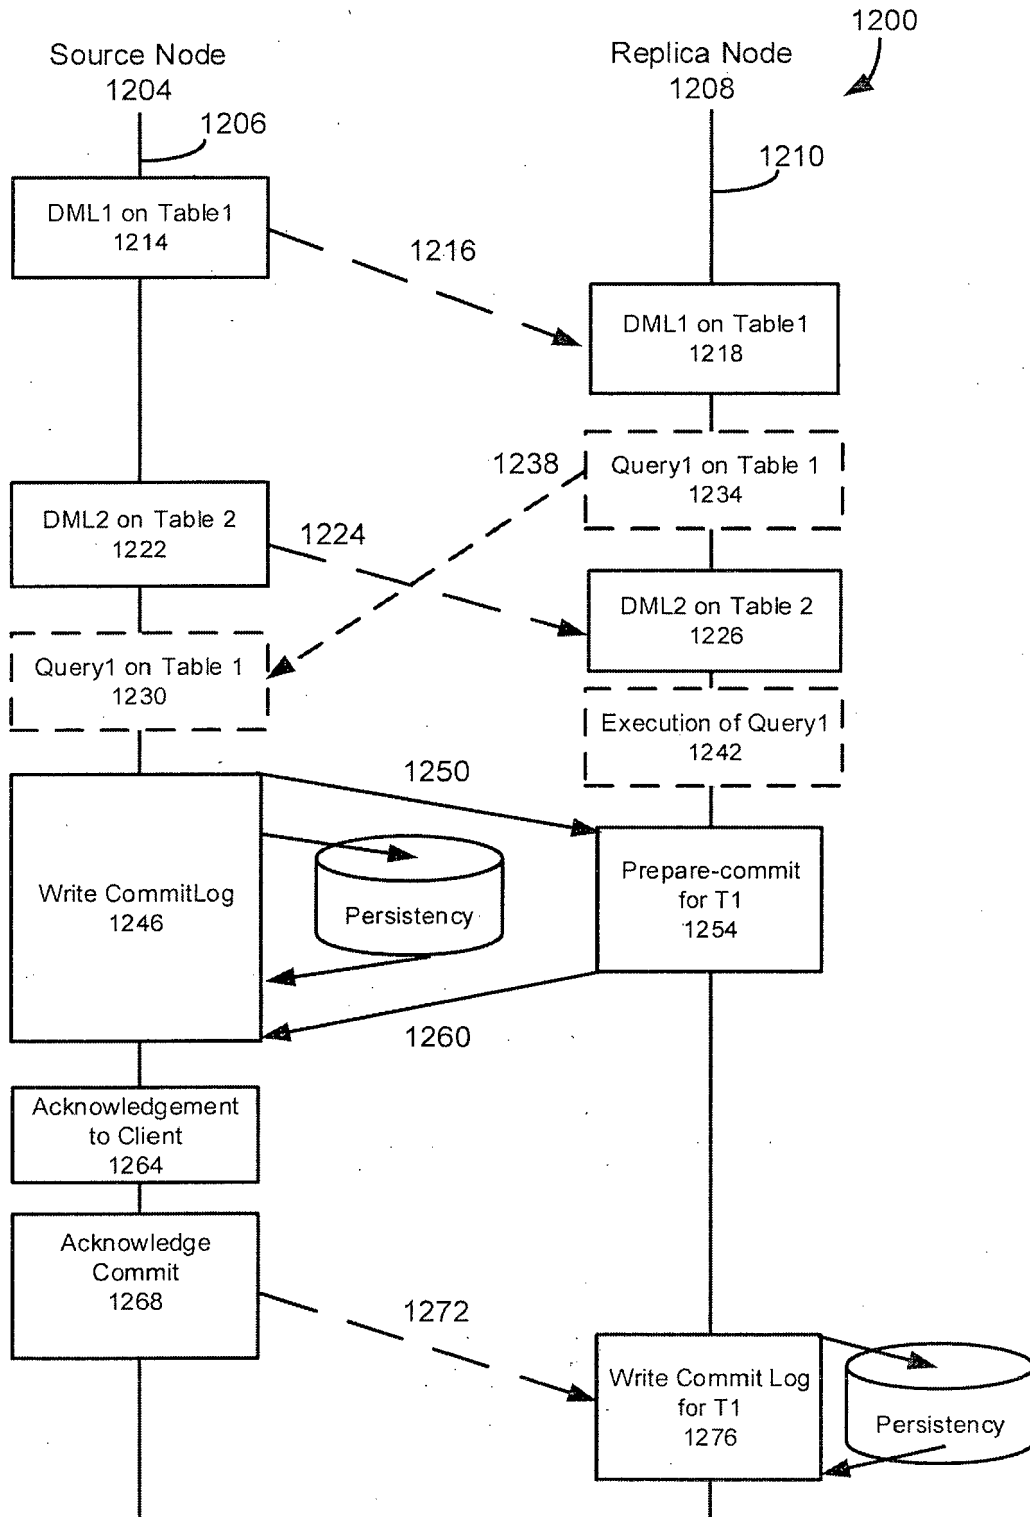 1200
Source Node
1204
Replica Node
1208
1206
1210
DML1 on Table1
1214
1216
DML1 on Table1
1218
1238
Query1 on Table 1
1234
DML2 on Table 2
1222
1224
DML2 on Table 2
1226
Query1 on Table 1
1230
Execution of Query1
1242
1250
Write CommitLog
1246
Persistency
Prepare-commit
for T1
1254
1260
Acknowledgement
to Client
1264
Acknowledge
Commit
1268
1272
Write Commit Log
for T1
1276
Persistency